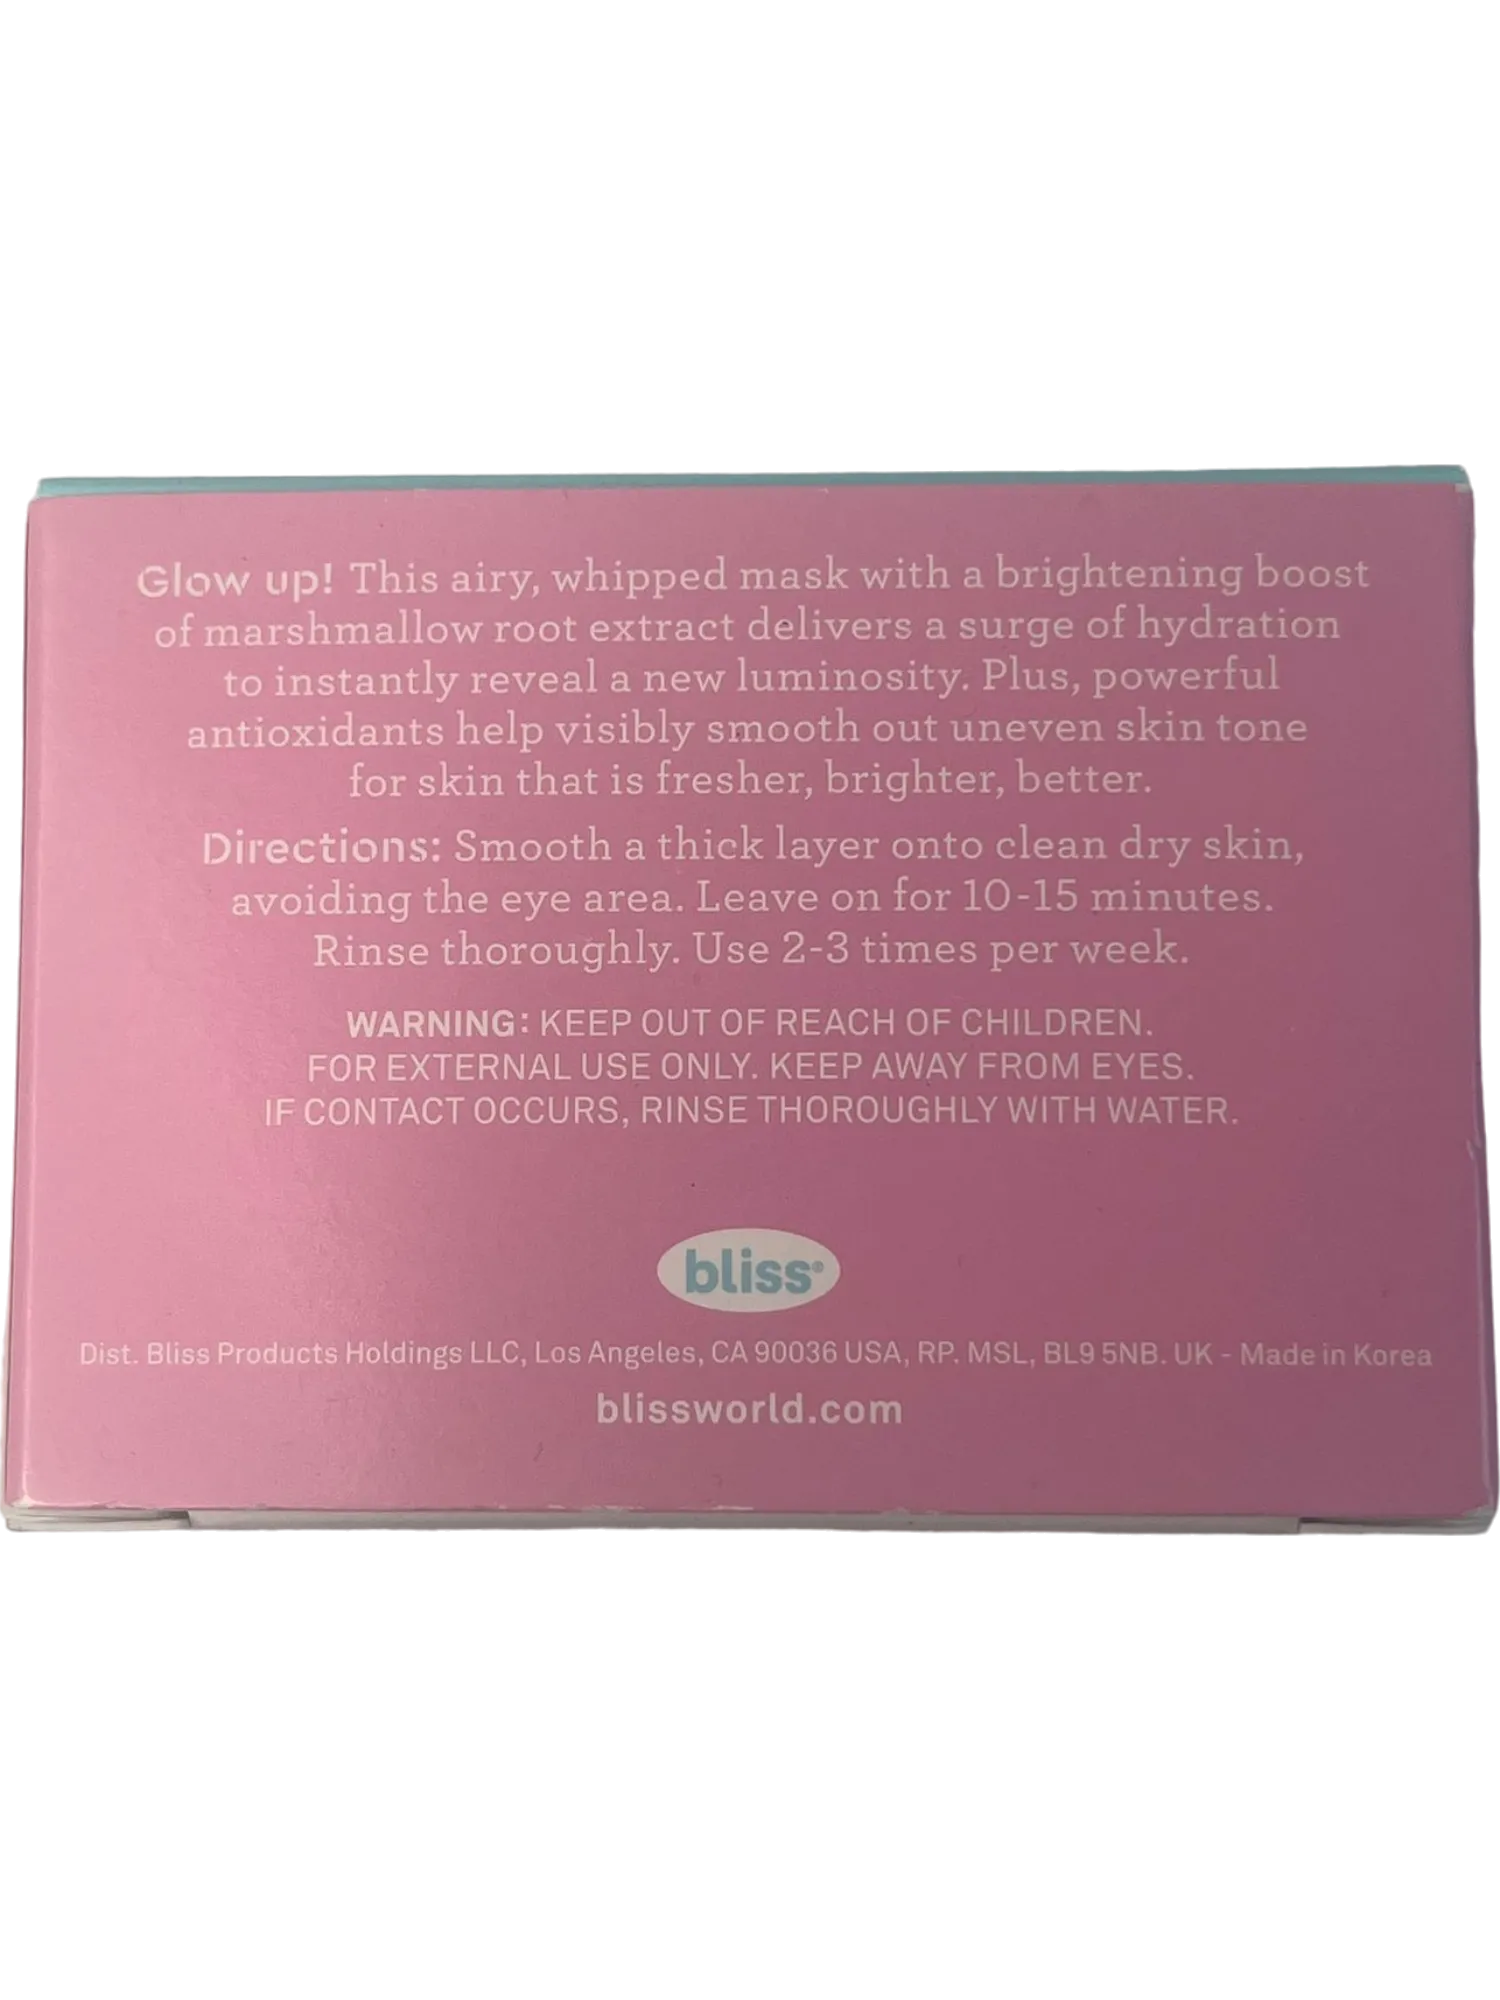 Glow up! This airy, whipped mask with a brightening boost
of marshmallow root extract delivers a surge of hydration
to instantly reveal a new luminosity. Plus, powerful
antioxidants help visibly smooth out uneven skin tone
for skin that is fresher, brighter, better.
Directions: Smooth a thick layer onto clean dry skin,
avoiding the eye area. Leave on for 10-15 minutes.
Rinse thoroughly. Use 2-3 times per week.
WARNING: KEEP OUT OF REACH OF CHILDREN.
FOR EXTERNAL USE ONLY. KEEP AWAY FROM EYES.
IF CONTACT OCCURS, RINSE THOROUGHLY WITH WATER.
bliss®
Dist. Bliss Products Holdings LLC, Los Angeles, CA 90036 USA, RP. MSL, BL9 5NB. UK - Made in Korea
blissworld.com